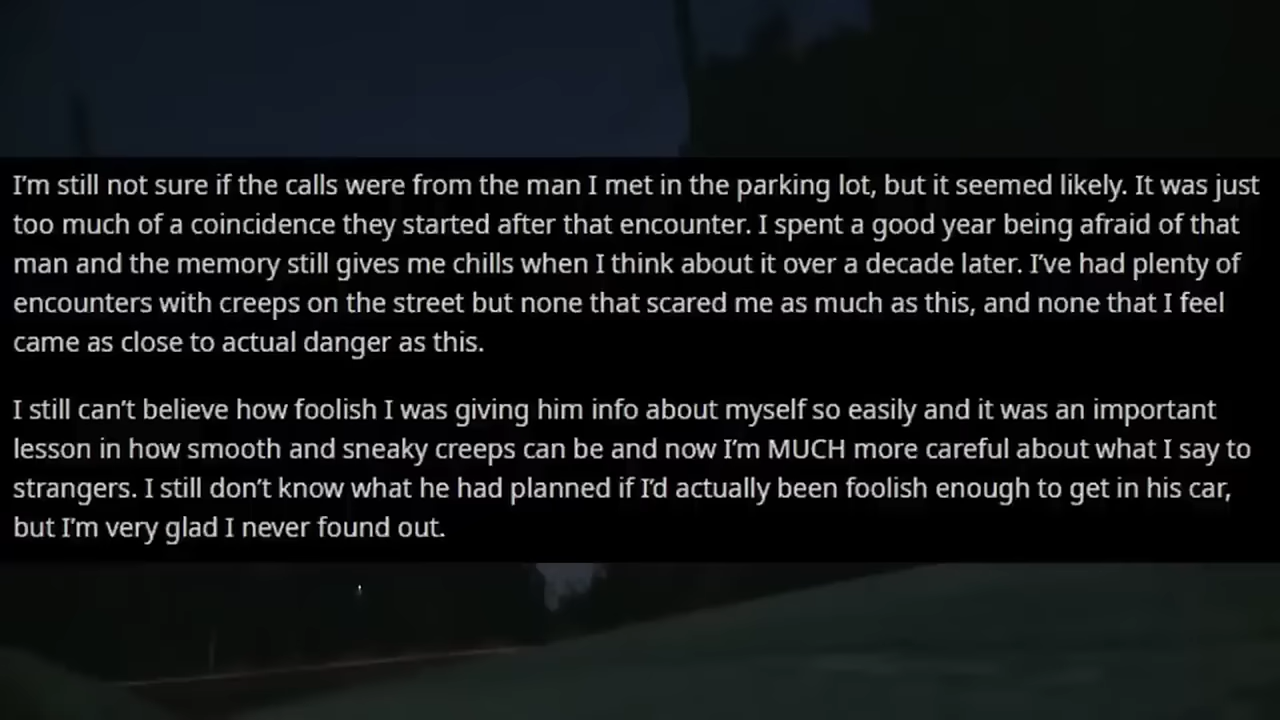 I’m still not sure if the calls were from the man I met in the parking lot, but it seemed likely. It was just
too much of a coincidence they started after that encounter. I spent a good year being afraid of that
man and the memory still gives me chills when I think about it over a decade later. I’ve had plenty of
encounters with creeps on the street but none that scared me as much as this, and none that I feel
came as close to actual danger as this.
I still can’t believe how foolish I was giving him info about myself so easily and it was an important
lesson in how smooth and sneaky creeps can be and now I’m MUCH more careful about what I say to
strangers. I still don’t know what he had planned if I’d actually been foolish enough to get in his car,
but I’m very glad I never found out.